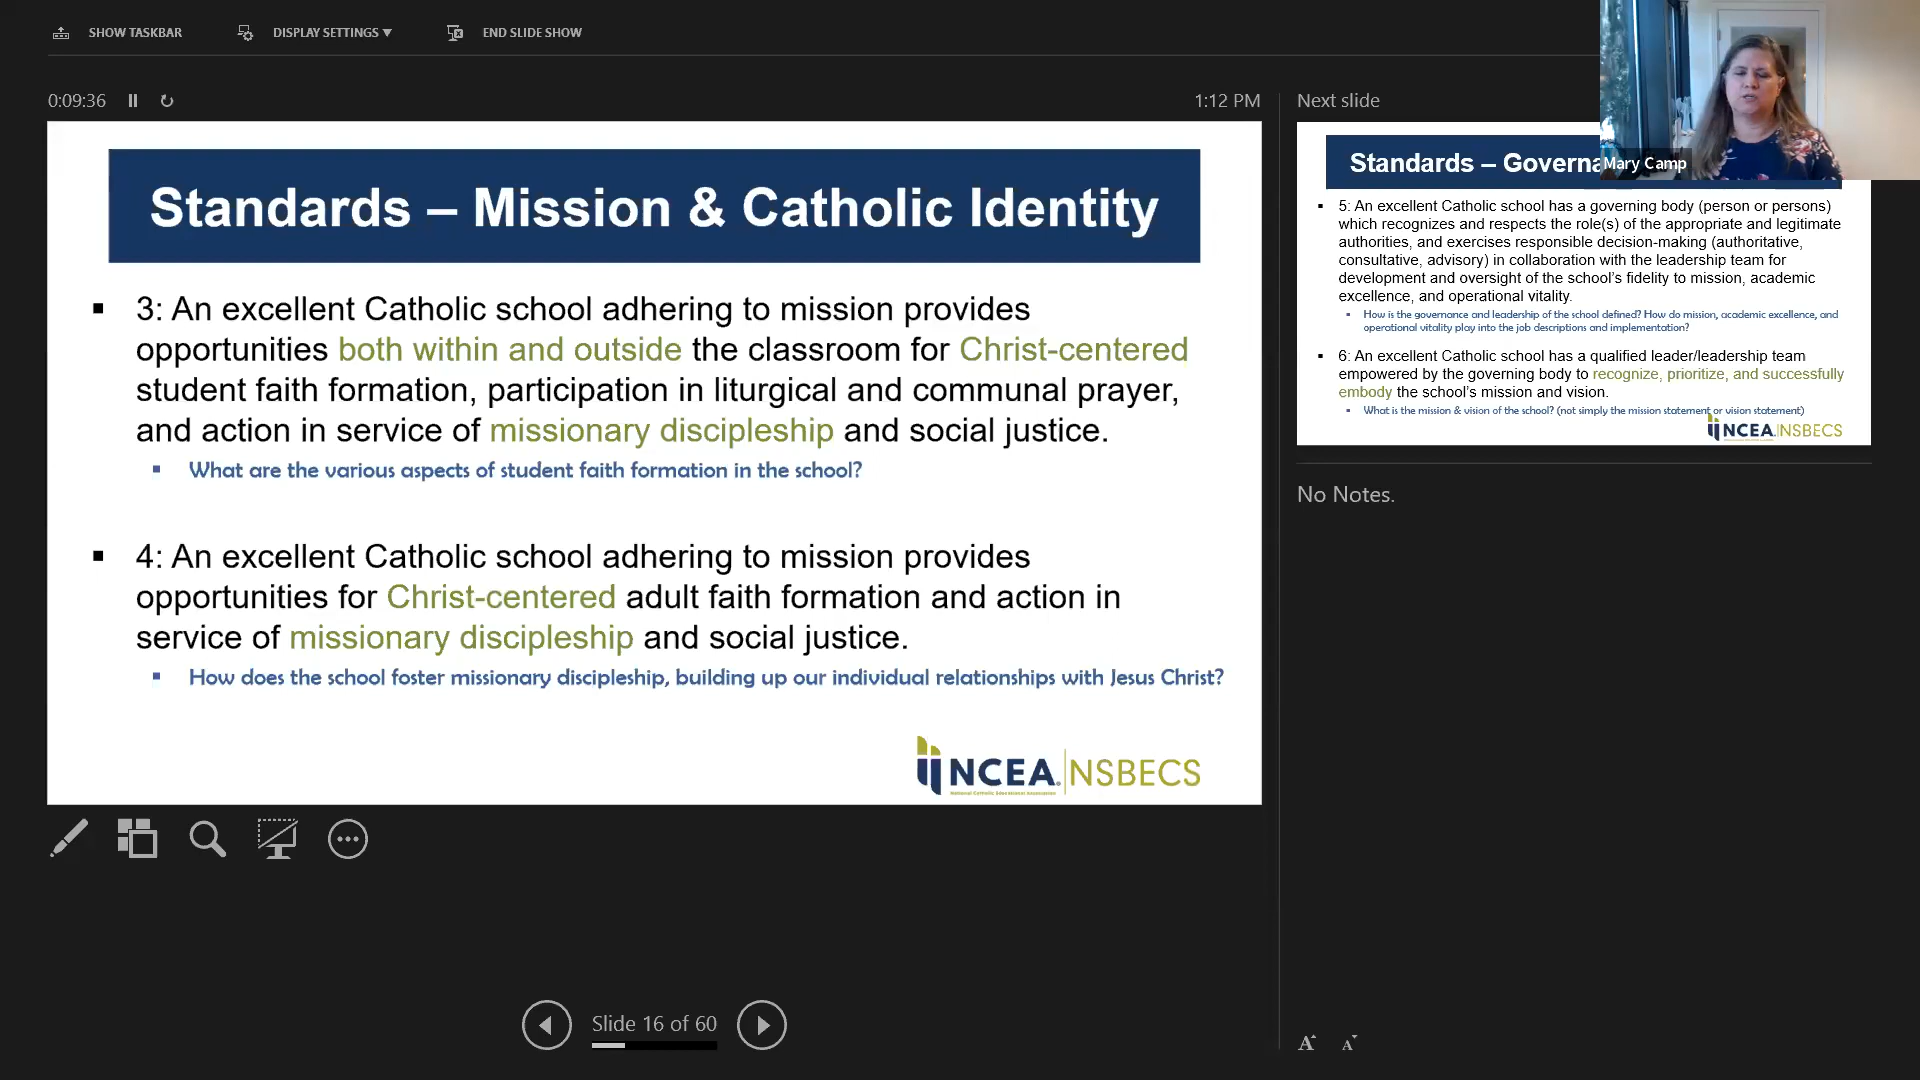 SHOW TASKBAR
DISPLAY SETTINGS ▼
END SLIDE SHOW
0:09:36
1:12 PM
Standards – Mission & Catholic Identity
▪ 3: An excellent Catholic school adhering to mission provides
opportunities both within and outside the classroom for Christ-centered
student faith formation, participation in liturgical and communal prayer,
and action in service of missionary discipleship and social justice.
▪ What are the various aspects of student faith formation in the school?
▪ 4: An excellent Catholic school adhering to mission provides
opportunities for Christ-centered adult faith formation and action in
service of missionary discipleship and social justice.
▪ How does the school foster missionary discipleship, building up our individual relationships with Jesus Christ?
NCEA. NSBECS
National Catholic Educational Association
Slide 16 of 60
Next slide
Mary Camp
Standards – Governa
▪ 5: An excellent Catholic school has a governing body (person or persons)
which recognizes and respects the role(s) of the appropriate and legitimate
authorities, and exercises responsible decision-making (authoritative,
consultative, advisory) in collaboration with the leadership team for
development and oversight of the school's fidelity to mission, academic
excellence, and operational vitality.
▪ How is the governance and leadership of the school defined? How do mission, academic excellence, and
operational vitality play into the job descriptions and implementation?
▪ 6: An excellent Catholic school has a qualified leader/leadership team
empowered by the governing body to recognize, prioritize, and successfully
embody the school's mission and vision.
▪ What is the mission & vision of the school? (not simply the mission statement or vision statement)
NCEA. NSBECS
No Notes.
A A